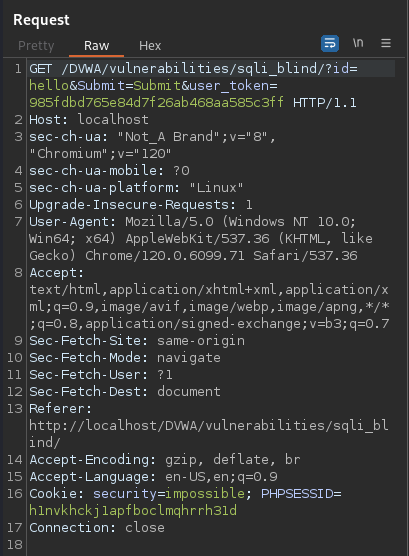 Request
Pretty Raw Hex
\n
1 GET /DVWA/vulnerabilities/sqli_blind/?id=
hello&Submit=Submit&user_token=
985fdbd765e84d7f26ab468aa585c3ff HTTP/1.1
2 Host: localhost
3 sec-ch-ua: "Not_A Brand";v="8",
"Chromium";v="120"
4 sec-ch-ua-mobile: ?0
5 sec-ch-ua-platform: "Linux"
6 Upgrade-Insecure-Requests: 1
7 User-Agent: Mozilla/5.0 (Windows NT 10.0;
Win64; x64) AppleWebKit/537.36 (KHTML, like
Gecko) Chrome/120.0.6099.71 Safari/537.36
8 Accept:
text/html,application/xhtml+xml,application/x
ml;q=0.9,image/avif,image/webp,image/apng,*/*
;q=0.8,application/signed-exchange;v=b3;q=0.7
9 Sec-Fetch-Site: same-origin
10 Sec-Fetch-Mode: navigate
11 Sec-Fetch-User: ?1
12 Sec-Fetch-Dest: document
13 Referer:
http://localhost/DVWA/vulnerabilities/sqli_bl
ind/
14 Accept-Encoding: gzip, deflate, br
15 Accept-Language: en-US,en;q=0.9
16 Cookie: security=impossible; PHPSESSID=
h1nvkhckj1apfboclmqhrrh31d
17 Connection: close
18